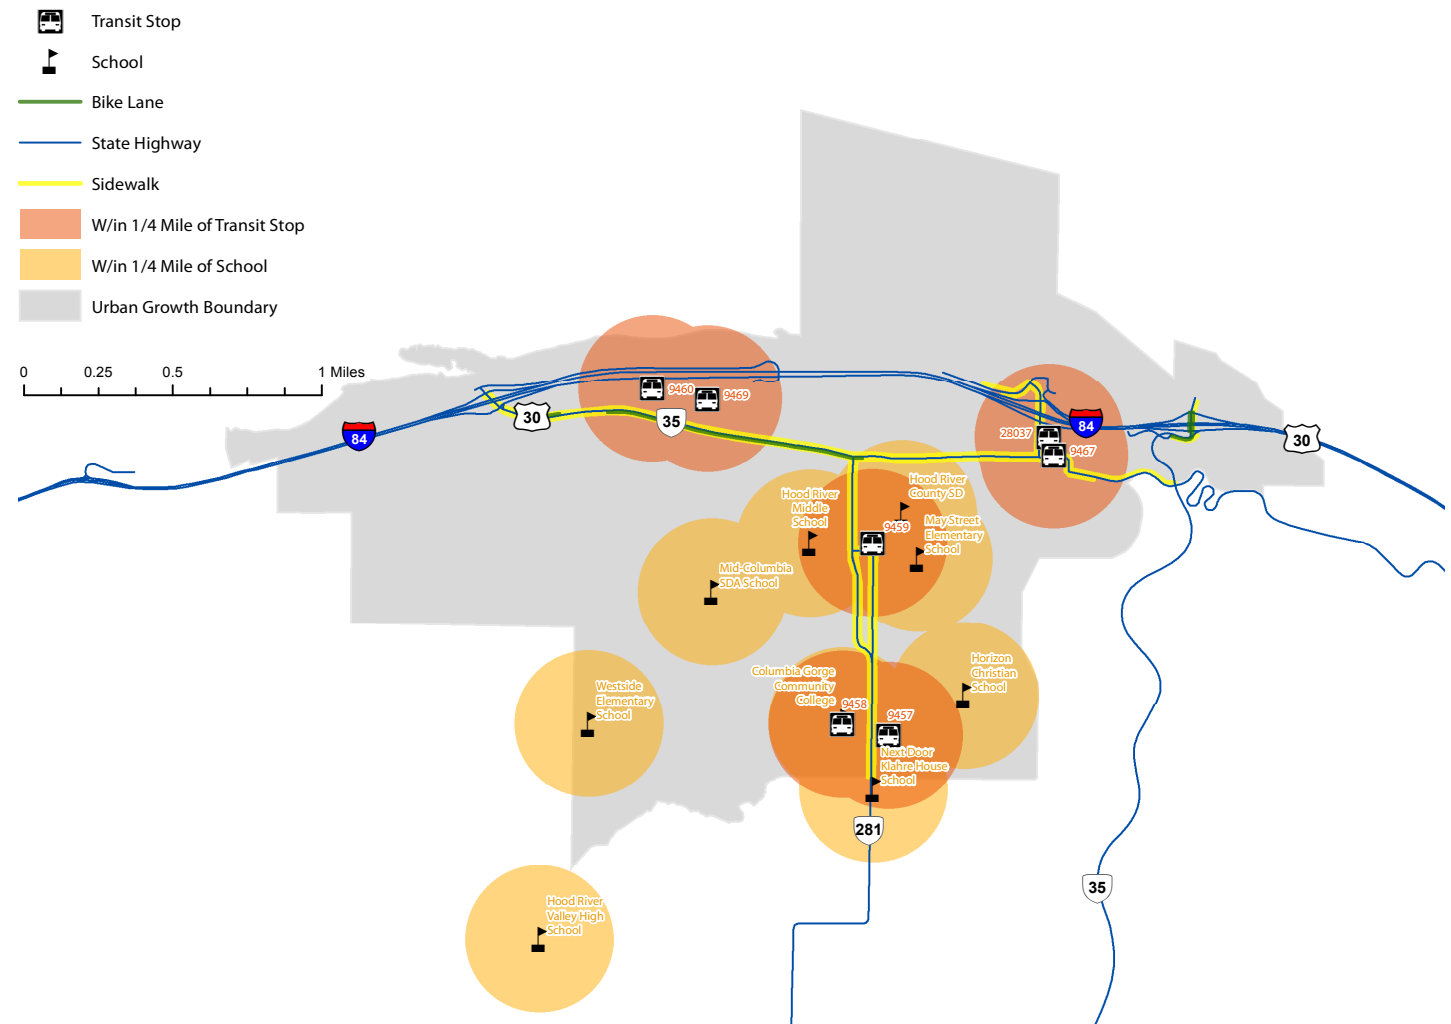 Transit Stop
School
Bike Lane
State Highway
Sidewalk
W/in 1/4 Mile of Transit Stop
W/in 1/4 Mile of School
Urban Growth Boundary
0 0.25 0.5 1 Miles
9460
9469
30
35
84
28037
84
9467
30
Hood River
Middle
School
Hood River
County SD
9459
May Street
Elementary
School
Mid-Columbia
SDA School
Westside
Elementary
School
Columbia Gorge
Community
College
9458
9457
Horizon
Christian
School
Next Door
Klahre House
School
281
35
Hood River
Valley High
School